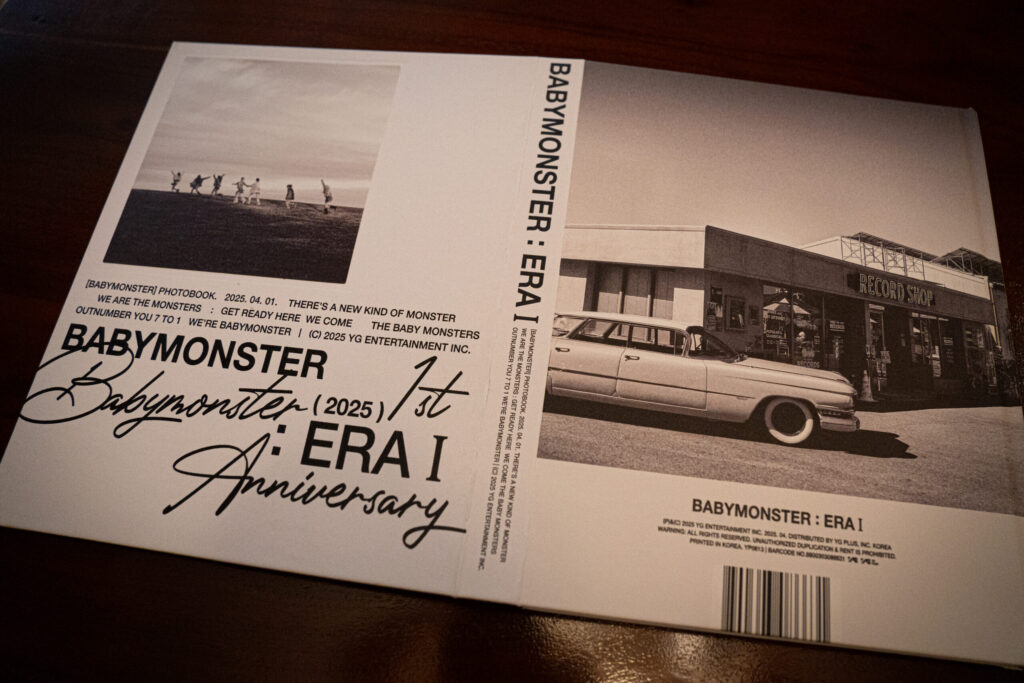 [BABYMONSTER] PHOTOBOOK. 2025. 04. 01. THERE'S A NEW KIND OF MONSTER
WE ARE THE MONSTERS : GET READY HERE WE COME THE BABY MONSTERS
OUTNUMBER YOU 7 TO 1 WE'RE BABYMONSTER | (C) 2025 YG ENTERTAINMENT INC.
BABYMONSTER
Babymonster (2025) 1st
: ERA I
Anniversary
BABYMONSTER : ERA I
[BABYMONSTER] PHOTOBOOK. 2025. 04. 01. THERE'S A NEW KIND OF MONSTER
WE ARE THE MONSTERS : GET READY HERE WE COME THE BABY MONSTERS
OUTNUMBER YOU 7 TO 1 WE'RE BABYMONSTER | (C) 2025 YG ENTERTAINMENT INC.
RECORD SHOP
BABYMONSTER : ERA I
(P)&(C) 2025 YG ENTERTAINMENT INC. 2025. 04. DISTRIBUTED BY YG PLUS, INC. KOREA
WARNING: ALL RIGHTS RESERVED. UNAUTHORIZED DUPLICATION & RENT IS PROHIBITED.
PRINTED IN KOREA. YP0613 | BARCODE NO.